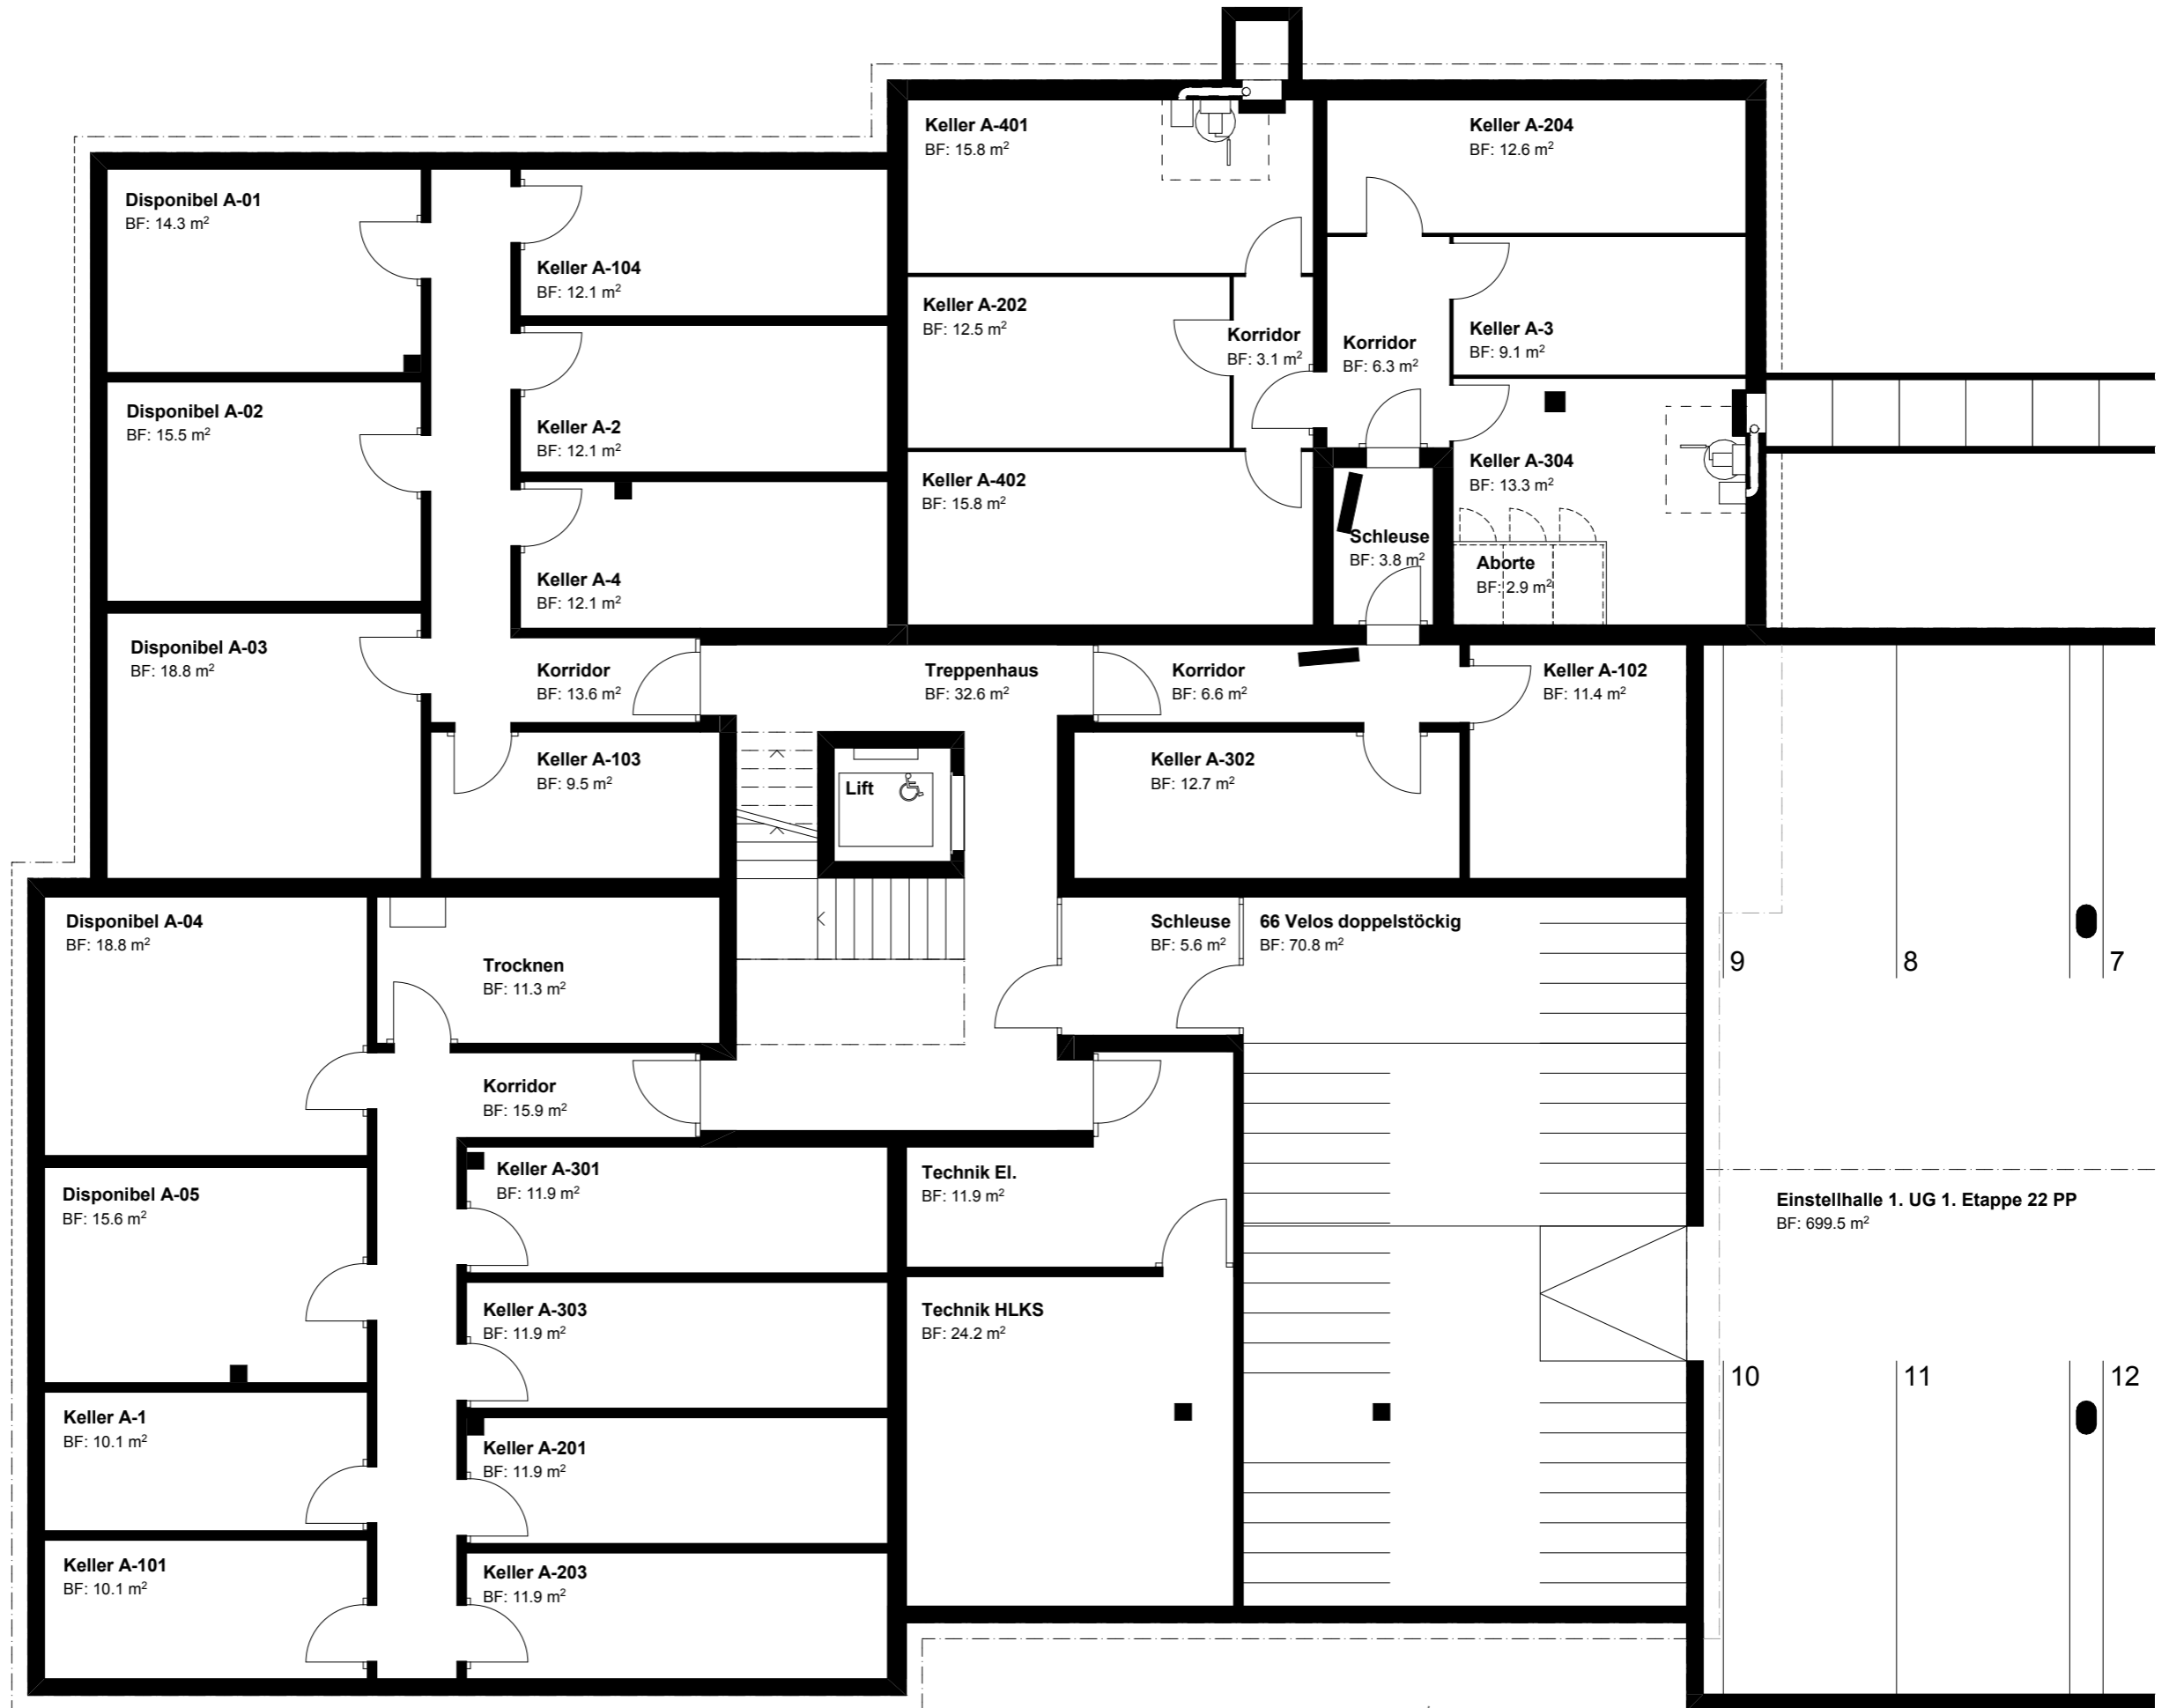 Keller A-401
BF: 15.8 m²
Keller A-204
BF: 12.6 m²
Disponibel A-01
BF: 14.3 m²
Keller A-104
BF: 12.1 m²
Keller A-202
BF: 12.5 m²
Korridor
BF: 3.1 m²
Korridor
BF: 6.3 m²
Keller A-3
BF: 9.1 m²
Disponibel A-02
BF: 15.5 m²
Keller A-2
BF: 12.1 m²
Keller A-402
BF: 15.8 m²
Keller A-304
BF: 13.3 m²
Schleuse
BF: 3.8 m²
Aborte
BF: 2.9 m²
Keller A-4
BF: 12.1 m²
Disponibel A-03
BF: 18.8 m²
Korridor
BF: 13.6 m²
Treppenhaus
BF: 32.6 m²
Korridor
BF: 6.6 m²
Keller A-102
BF: 11.4 m²
Keller A-103
BF: 9.5 m²
Lift
Keller A-302
BF: 12.7 m²
Disponibel A-04
BF: 18.8 m²
Trocknen
BF: 11.3 m²
Schleuse
BF: 5.6 m²
66 Velos doppelstöckig
BF: 70.8 m²
9
8
7
Korridor
BF: 15.9 m²
Keller A-301
BF: 11.9 m²
Technik El.
BF: 11.9 m²
Disponibel A-05
BF: 15.6 m²
Einstellhalle 1. UG 1. Etappe 22 PP
BF: 699.5 m²
Keller A-303
BF: 11.9 m²
Technik HLKS
BF: 24.2 m²
10
11
12
Keller A-1
BF: 10.1 m²
Keller A-201
BF: 11.9 m²
Keller A-101
BF: 10.1 m²
Keller A-203
BF: 11.9 m²